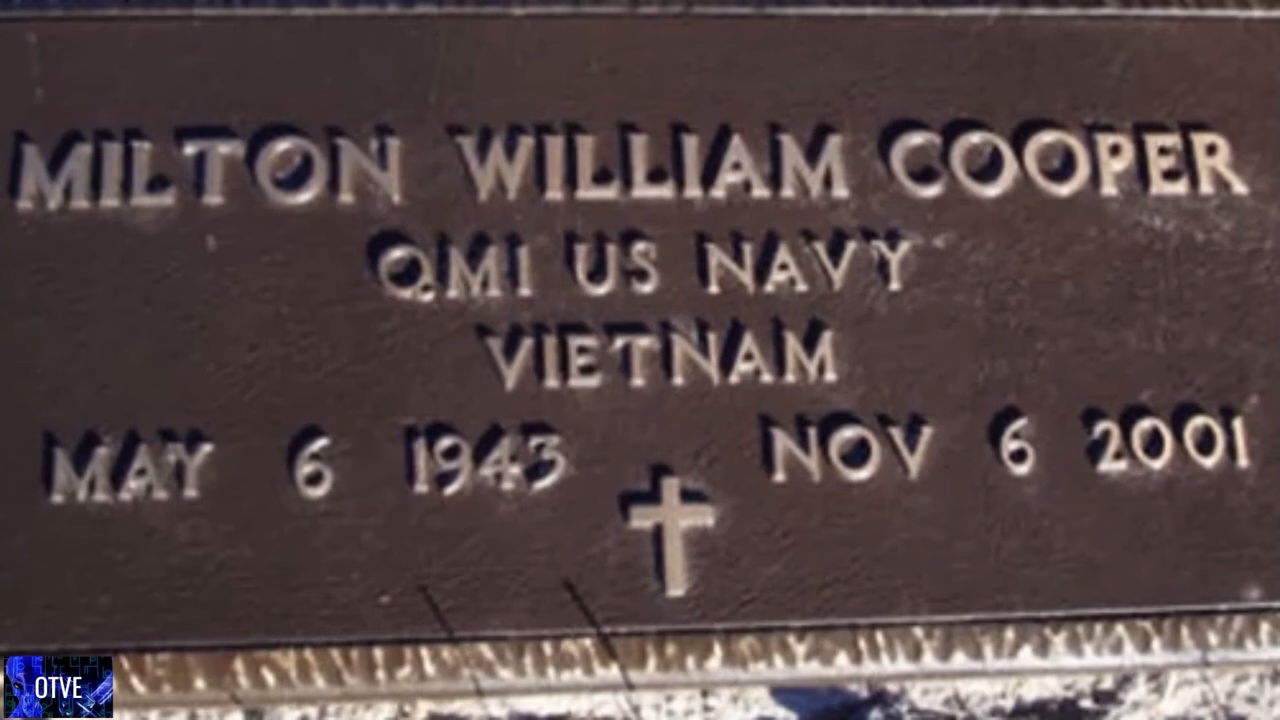 MILTON WILLIAM COOPER
QM1 US NAVY
VIETNAM
MAY 6 1943 NOV 6 2001
OTVE